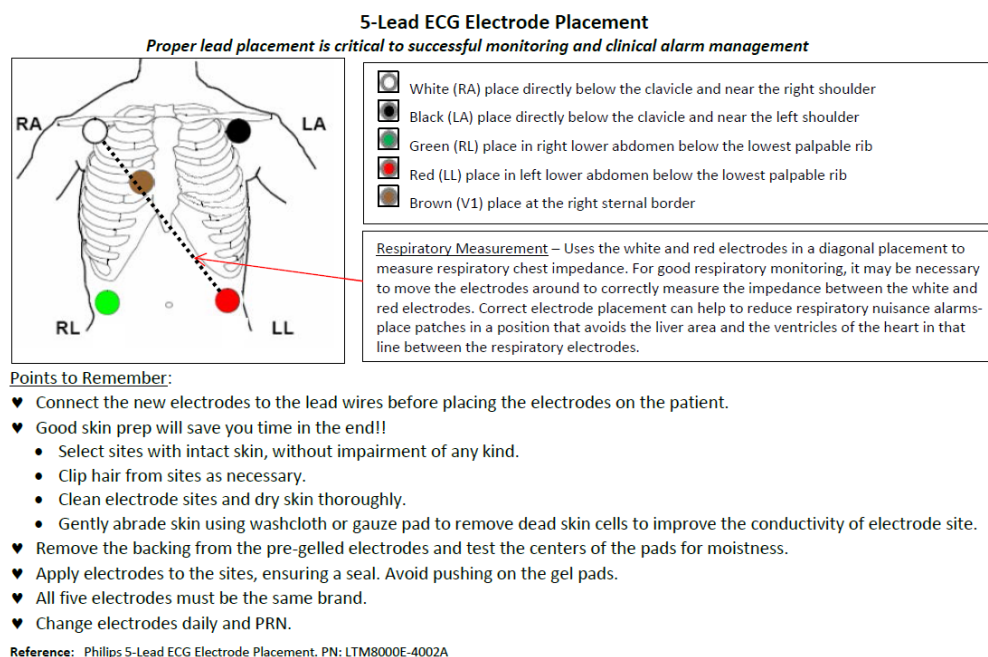 5-Lead ECG Electrode Placement
Proper lead placement is critical to successful monitoring and clinical alarm management
RA
LA
RL
LL
White (RA) place directly below the clavicle and near the right shoulder
Black (LA) place directly below the clavicle and near the left shoulder
Green (RL) place in right lower abdomen below the lowest palpable rib
Red (LL) place in left lower abdomen below the lowest palpable rib
Brown (V1) place at the right sternal border
Respiratory Measurement – Uses the white and red electrodes in a diagonal placement to
measure respiratory chest impedance. For good respiratory monitoring, it may be necessary
to move the electrodes around to correctly measure the impedance between the white and
red electrodes. Correct electrode placement can help to reduce respiratory nuisance alarms-
place patches in a position that avoids the liver area and the ventricles of the heart in that
line between the respiratory electrodes.
Points to Remember:
♥ Connect the new electrodes to the lead wires before placing the electrodes on the patient.
♥ Good skin prep will save you time in the end!!
• Select sites with intact skin, without impairment of any kind.
• Clip hair from sites as necessary.
• Clean electrode sites and dry skin thoroughly.
• Gently abrade skin using washcloth or gauze pad to remove dead skin cells to improve the conductivity of electrode site.
♥ Remove the backing from the pre-gelled electrodes and test the centers of the pads for moistness.
♥ Apply electrodes to the sites, ensuring a seal. Avoid pushing on the gel pads.
♥ All five electrodes must be the same brand.
♥ Change electrodes daily and PRN.
Reference: Philips 5-Lead ECG Electrode Placement. PN: LTM8000E-4002A